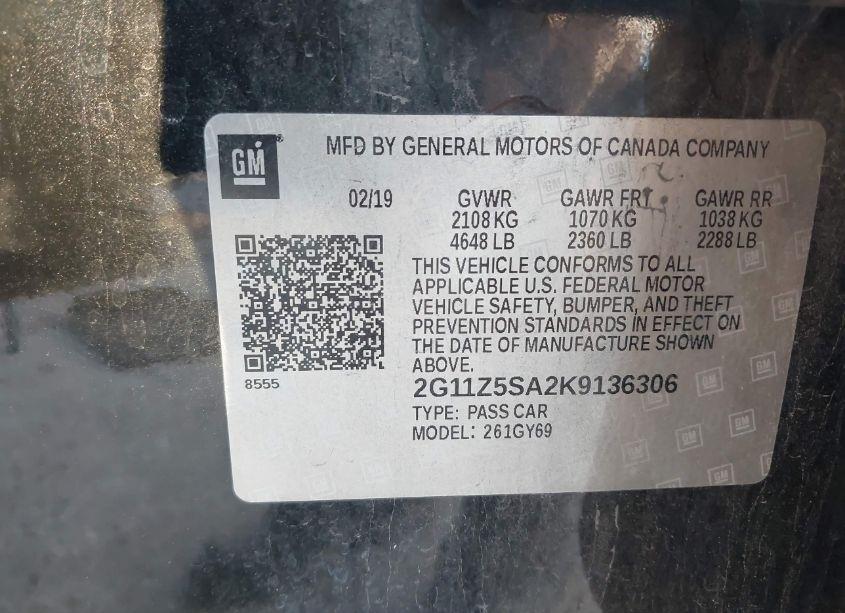 GM
MFD BY GENERAL MOTORS OF CANADA COMPANY
02/19 GVWR GAWR FRT GAWR RR
2108 KG 1070 KG 1038 KG
4648 LB 2360 LB 2288 LB
THIS VEHICLE CONFORMS TO ALL
APPLICABLE U.S. FEDERAL MOTOR
VEHICLE SAFETY, BUMPER, AND THEFT
PREVENTION STANDARDS IN EFFECT ON
THE DATE OF MANUFACTURE SHOWN
ABOVE.
8555
2G11Z5SA2K9136306
TYPE: PASS CAR
MODEL: 261GY69